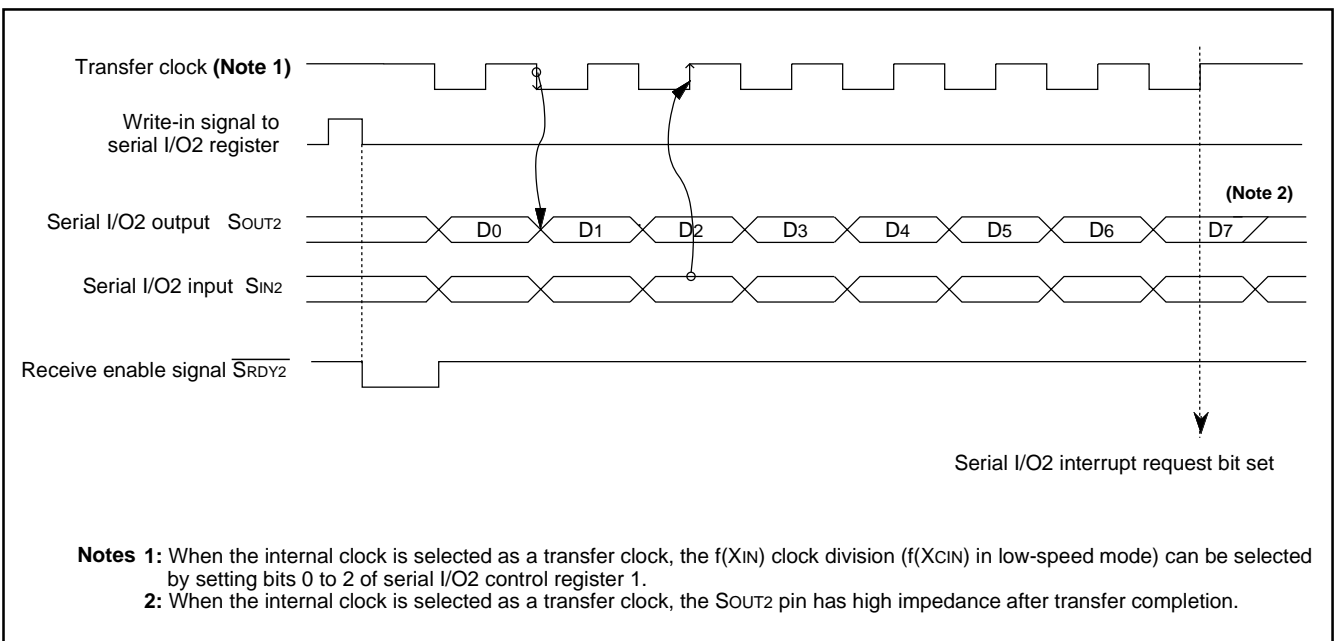 Transfer clock (Note 1)
Write-in signal to
serial I/O2 register
(Note 2)
Serial I/O2 output SOUT2
D0 D1 D2 D3 D4 D5 D6 D7
Serial I/O2 input SIN2
Receive enable signal SRDY2
Serial I/O2 interrupt request bit set
Notes 1: When the internal clock is selected as a transfer clock, the f(XIN) clock division (f(XCIN) in low-speed mode) can be selected
by setting bits 0 to 2 of serial I/O2 control register 1.
2: When the internal clock is selected as a transfer clock, the SOUT2 pin has high impedance after transfer completion.